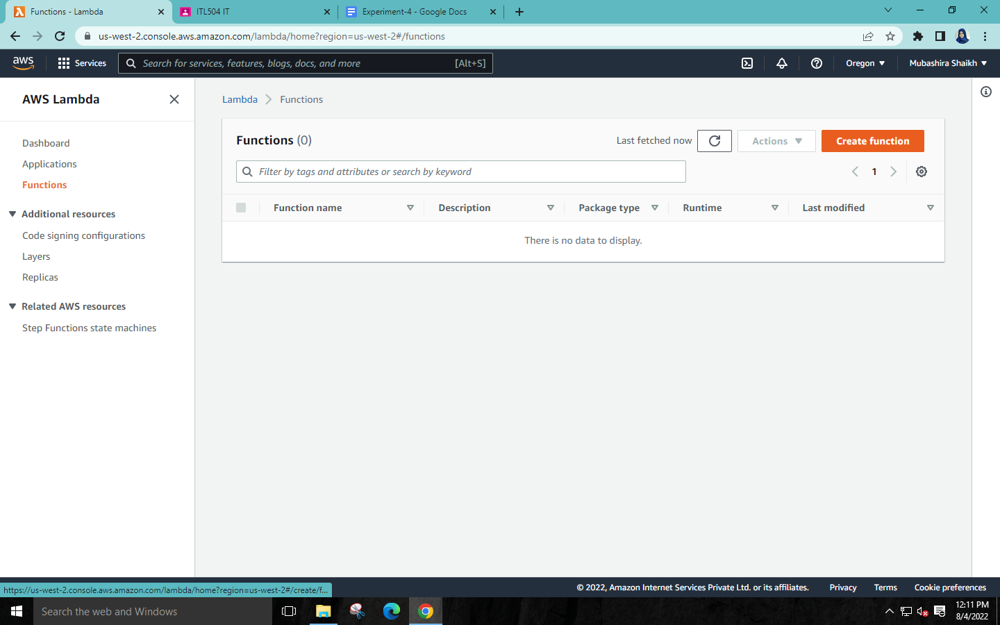 Functions - Lambda
ITL504 IT
Experiment-4 - Google Docs
us-west-2.console.aws.amazon.com/lambda/home?region=us-west-2#/functions
aws
Services
Search for services, features, blogs, docs, and more
[Alt+S]
Oregon
Mubashira Shaikh
AWS Lambda
Dashboard
Applications
Functions
Additional resources
Code signing configurations
Layers
Replicas
Related AWS resources
Step Functions state machines
Lambda
Functions
Functions (0)
Last fetched now
Actions
Create function
Filter by tags and attributes or search by keyword
1
Function name
Description
Package type
Runtime
Last modified
There is no data to display.
https://us-west-2.console.aws.amazon.com/lambda/home?region=us-west-2#/create/f...
© 2022, Amazon Internet Services Private Ltd. or its affiliates.
Privacy
Terms
Cookie preferences
Search the web and Windows
12:11 PM
8/4/2022